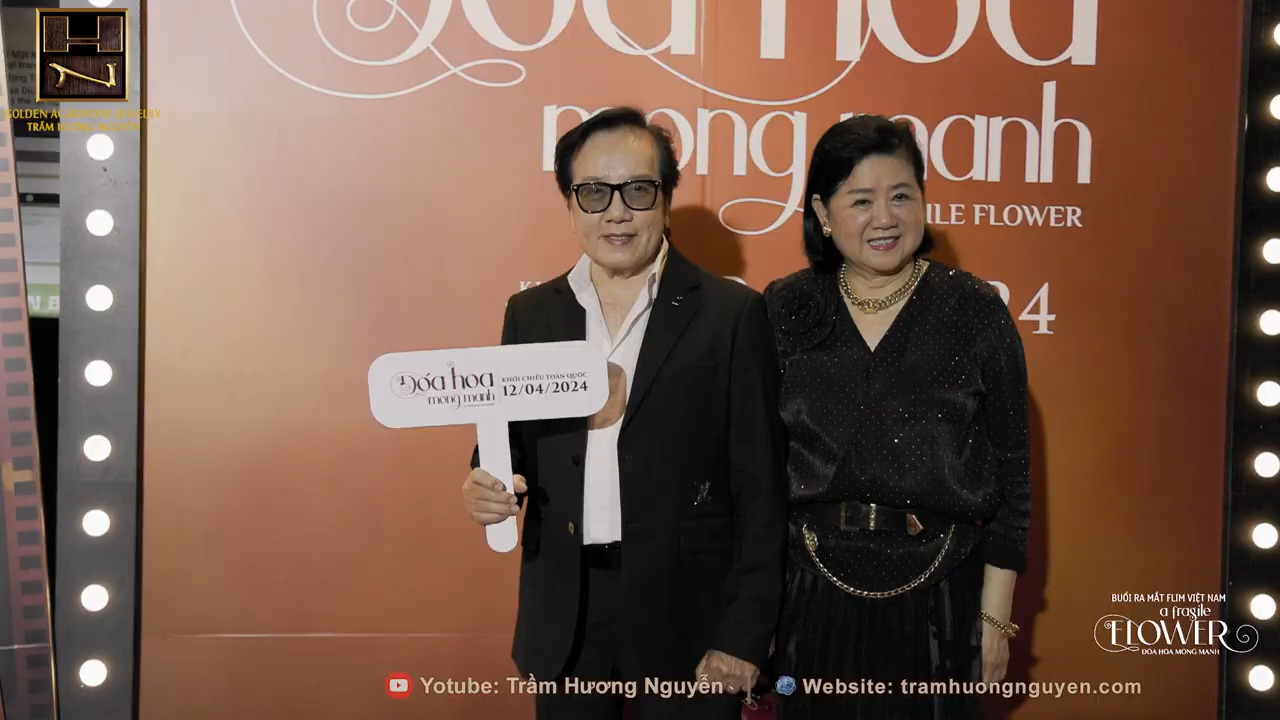 Đóa hoa
mong manh
FLOWER
24
HN
TRẦM HƯƠNG NGUYỄN
Đóa hoa
mong manh
KHỞI CHIẾU TOÀN QUỐC
12/04/2024
BUỔI RA MẮT FLIM VIỆT NAM
a fragile
FLOWER
ĐÓA HOA MONG MANH
Yotube: Trầm Hương Nguyễn
Website: tramhuongnguyen.com